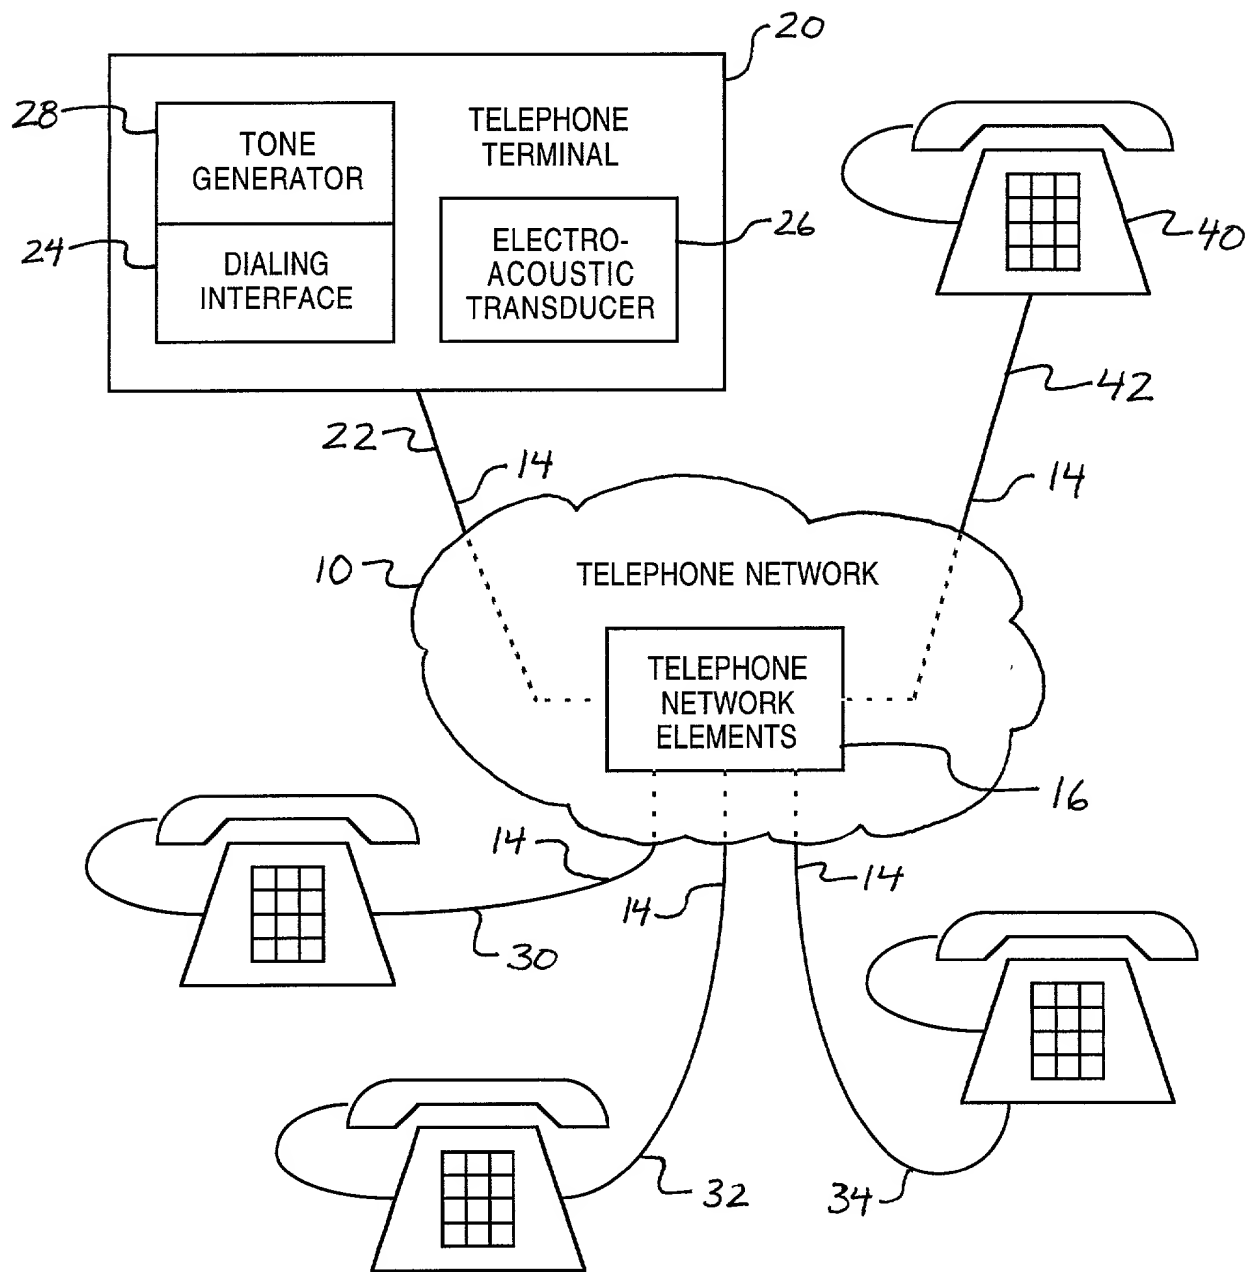 20
28
TONE
GENERATOR
TELEPHONE
TERMINAL
24
DIALING
INTERFACE
ELECTRO-
ACOUSTIC
TRANSDUCER
26
40
42
22
14
14
10
TELEPHONE NETWORK
TELEPHONE
NETWORK
ELEMENTS
16
14
14
14
30
32
34